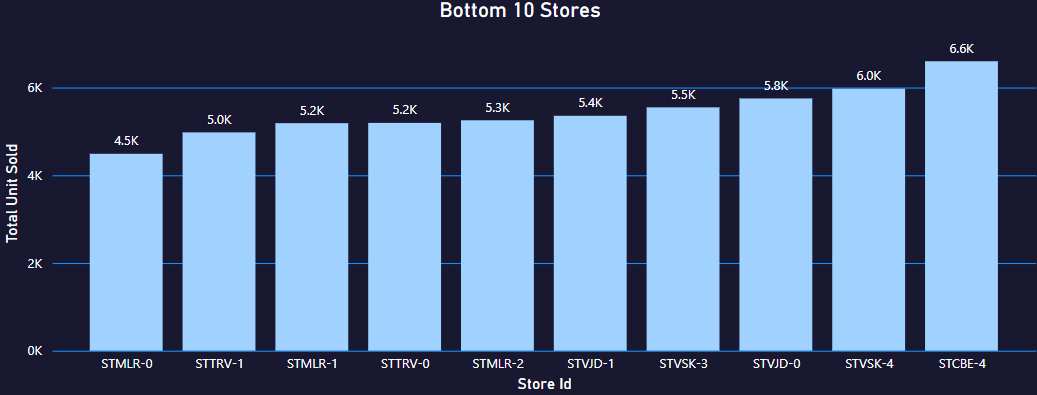 Bottom 10 Stores
Total Unit Sold
6K
4K
2K
0K
4.5K 5.0K 5.2K 5.2K 5.3K 5.4K 5.5K 5.8K 6.0K 6.6K
STMLR-0 STTRV-1 STMLR-1 STTRV-0 STMLR-2 STVJD-1 STVSK-3 STVJD-0 STVSK-4 STCBE-4
Store Id